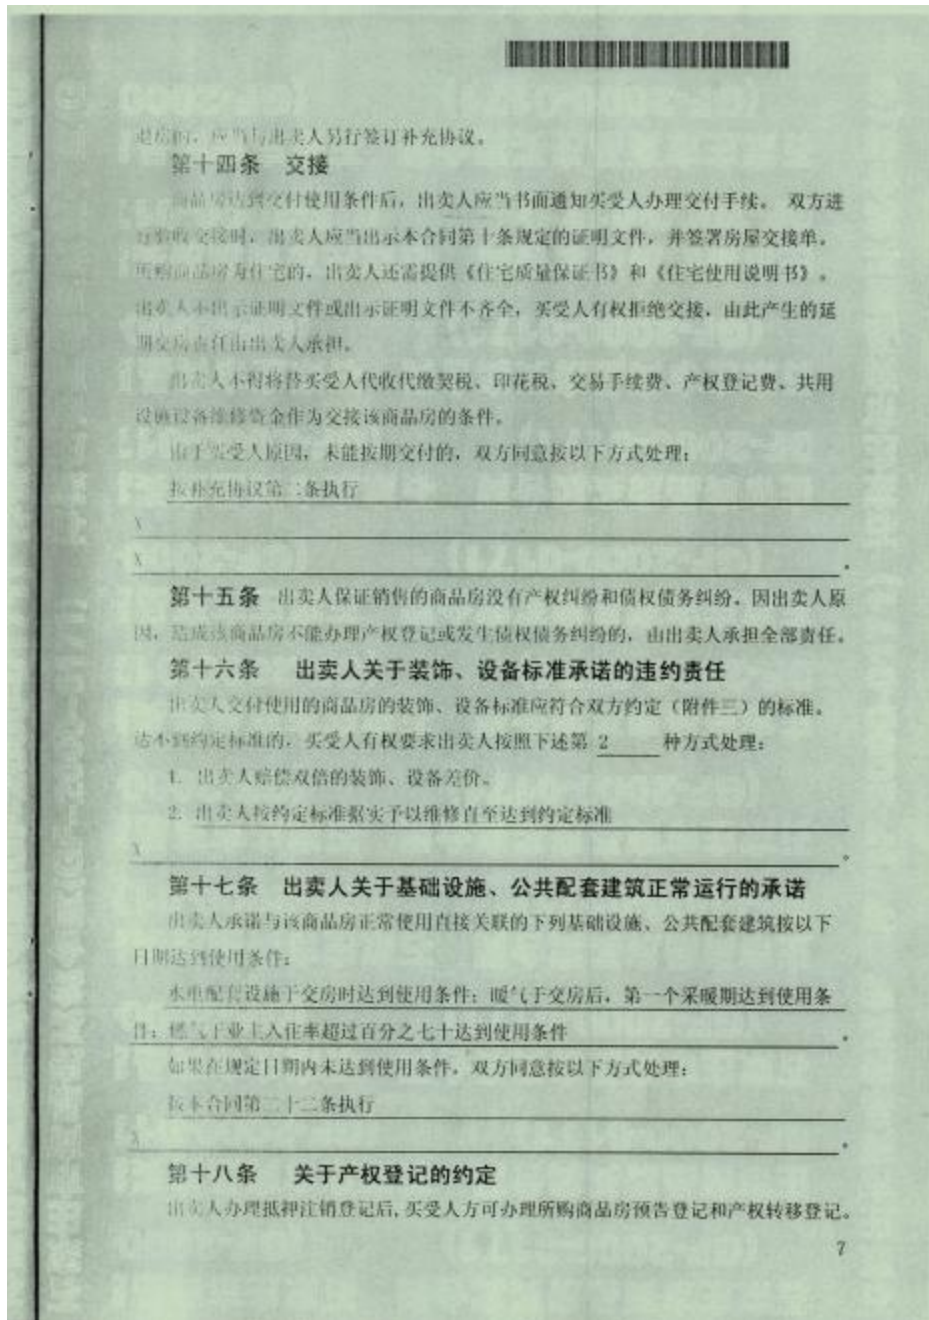 退房的，应当与出卖人另行签订补充协议。
第十四条 交接
商品房达到交付使用条件后，出卖人应当书面通知买受人办理交付手续。 双方进
行验收交接时，出卖人应当出示本合同第十条规定的证明文件，并签署房屋交接单。
所购商品房为住宅的，出卖人还需提供《住宅质量保证书》和《住宅使用说明书》。
出卖人不出示证明文件或出示证明文件不齐全，买受人有权拒绝交接，由此产生的延
期交房责任由出卖人承担。
出卖人不得将替买受人代收代缴契税、印花税、交易手续费、产权登记费、共用
设施设备维修资金作为交接该商品房的条件。
由于买受人原因，未能按期交付的，双方同意按以下方式处理：
按补充协议第二条执行
X
X 。
第十五条 出卖人保证销售的商品房没有产权纠纷和债权债务纠纷。因出卖人原
因，造成该商品房不能办理产权登记或发生债权债务纠纷的，由出卖人承担全部责任。
第十六条 出卖人关于装饰、设备标准承诺的违约责任
出卖人交付使用的商品房的装饰、设备标准应符合双方约定（附件三）的标准。
达不到约定标准的，买受人有权要求出卖人按照下述第 2 种方式处理：
1. 出卖人赔偿双倍的装饰、设备差价。
2. 出卖人按约定标准据实予以维修直至达到约定标准
X 。
第十七条 出卖人关于基础设施、公共配套建筑正常运行的承诺
出卖人承诺与该商品房正常使用直接关联的下列基础设施、公共配套建筑按以下
日期达到使用条件：
水电配套设施于交房时达到使用条件；暖气于交房后，第一个采暖期达到使用条
件；燃气于业主入住率超过百分之七十达到使用条件 。
如果在规定日期内未达到使用条件，双方同意按以下方式处理：
按本合同第二十二条执行
X 。
第十八条 关于产权登记的约定
出卖人办理抵押注销登记后,买受人方可办理所购商品房预告登记和产权转移登记。
7